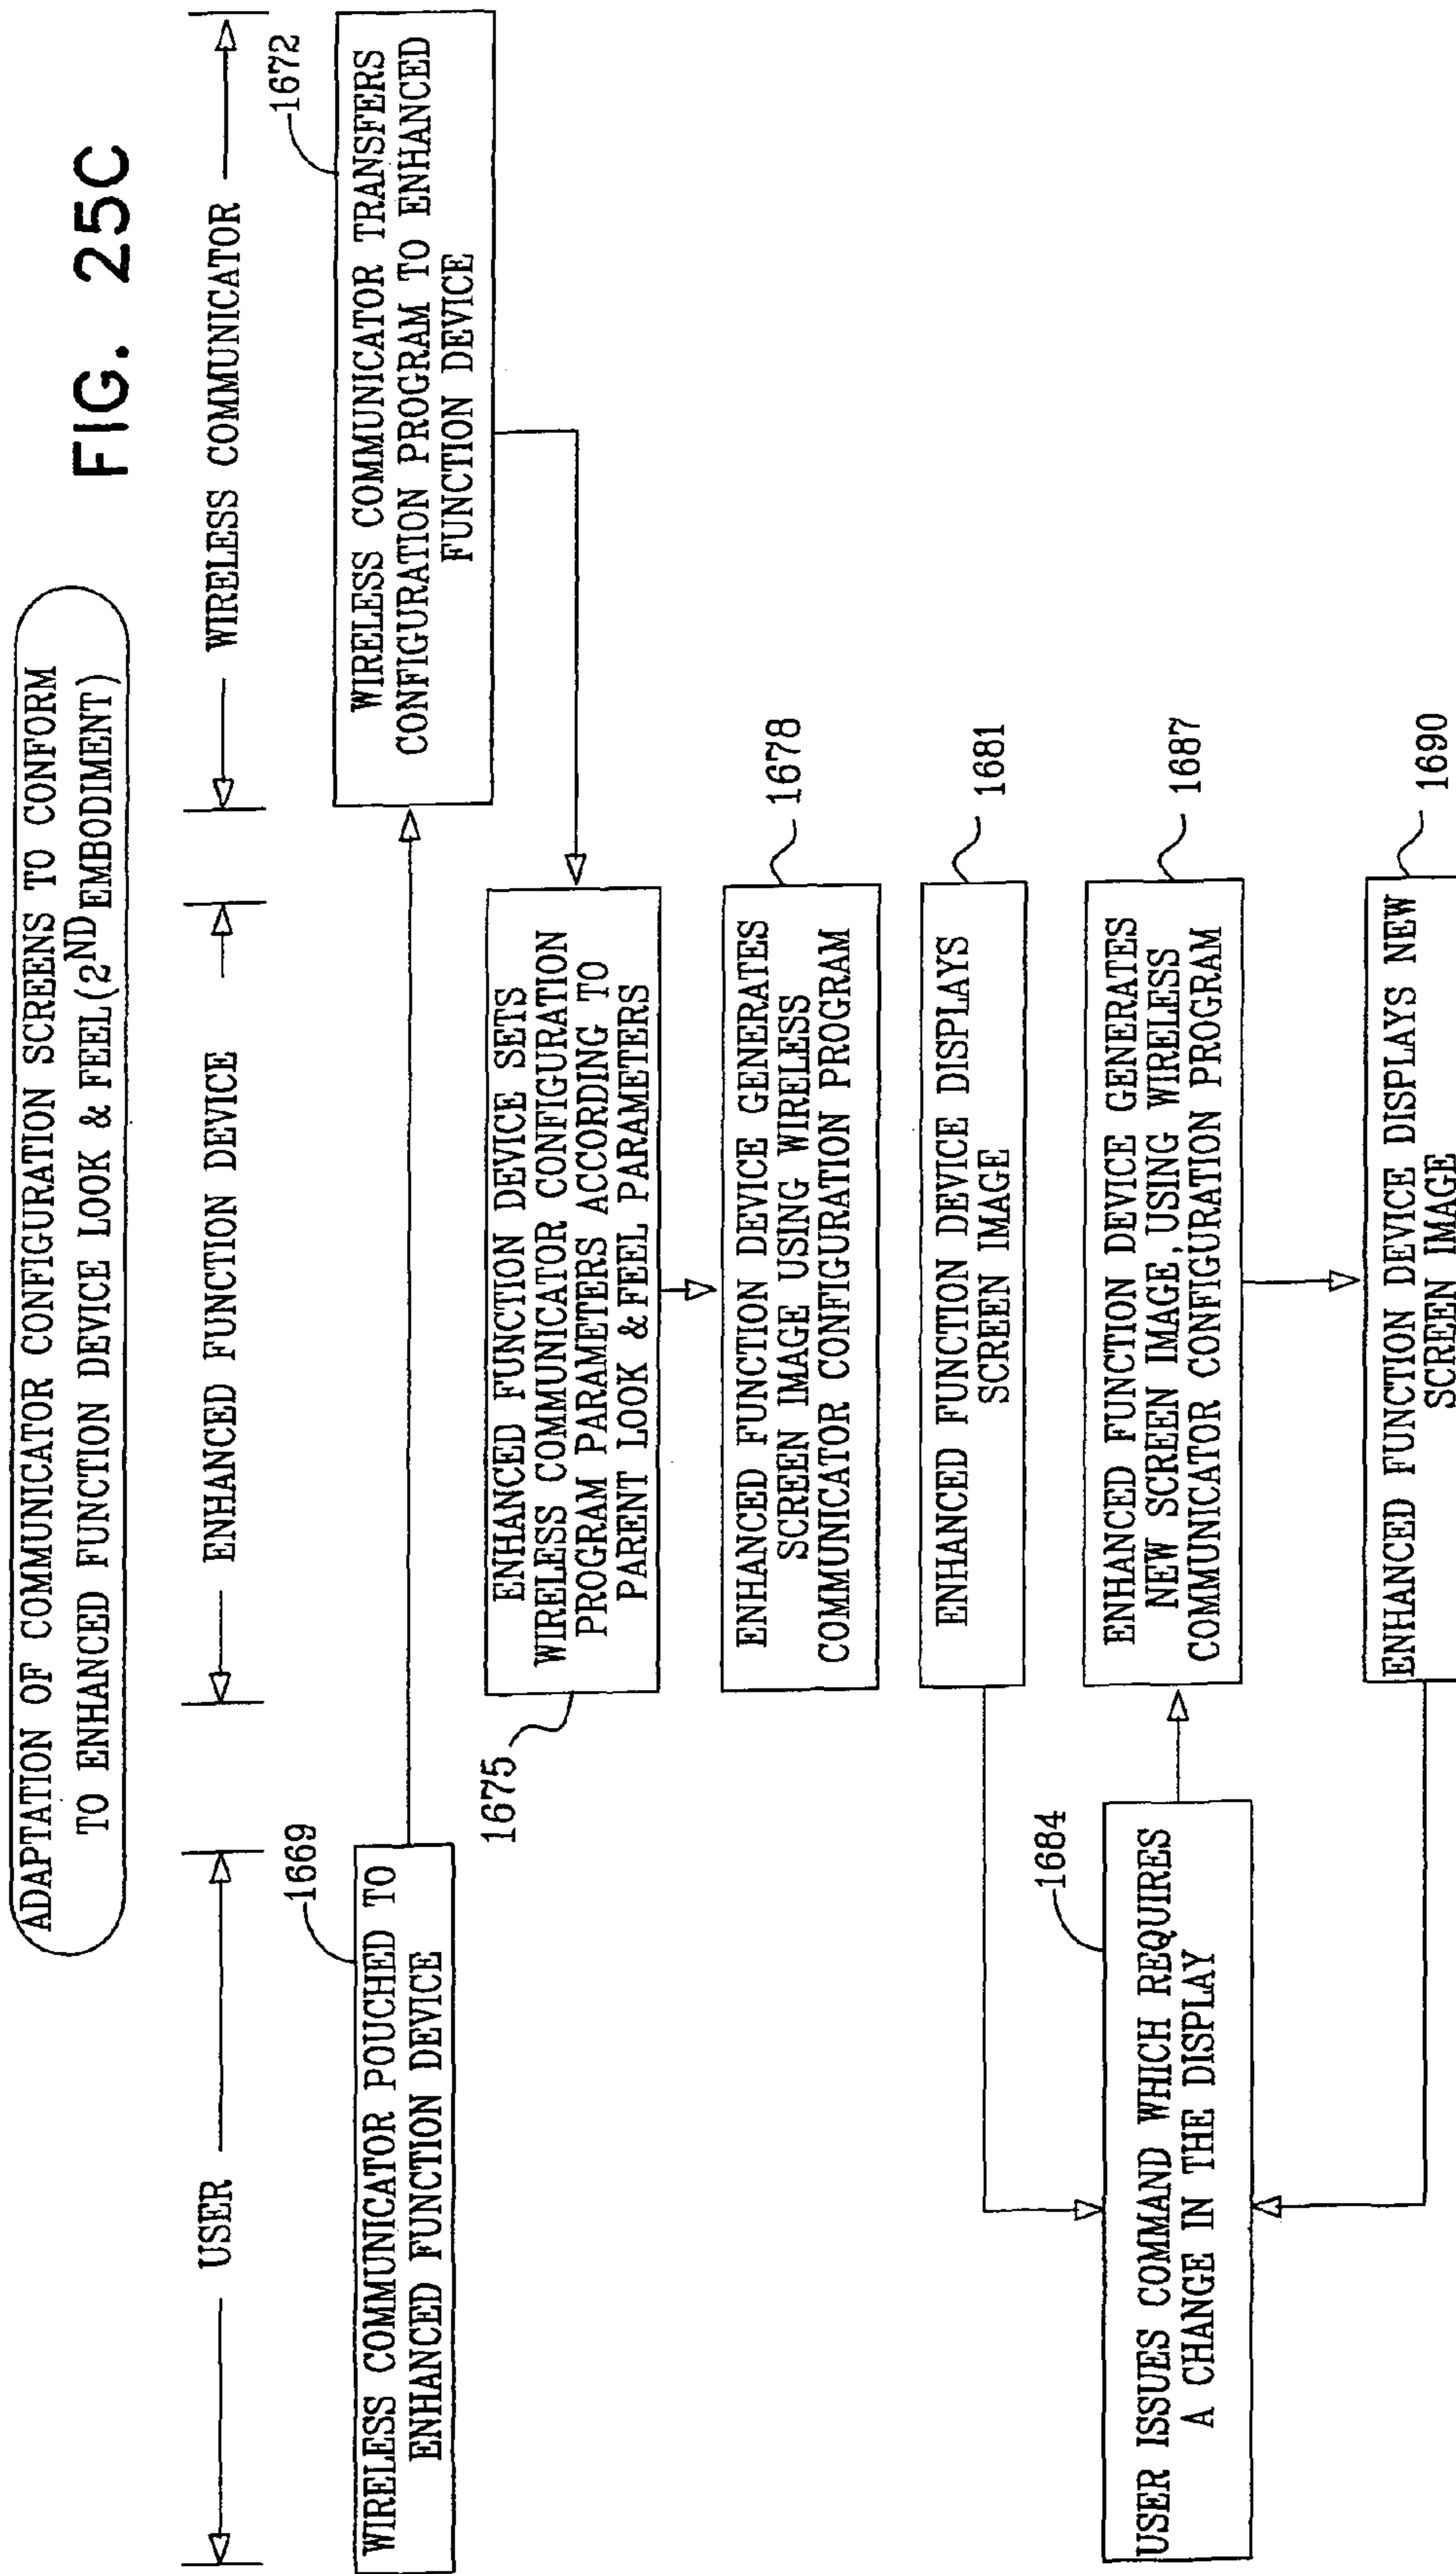 ADAPTATION OF COMMUNICATOR CONFIGURATION SCREENS TO CONFORM
TO ENHANCED FUNCTION DEVICE LOOK & FEEL(2ND EMBODIMENT)
FIG. 25C
USER
ENHANCED FUNCTION DEVICE
WIRELESS COMMUNICATOR
1669
WIRELESS COMMUNICATOR POUCHED TO
ENHANCED FUNCTION DEVICE
1672
WIRELESS COMMUNICATOR TRANSFERS
CONFIGURATION PROGRAM TO ENHANCED
FUNCTION DEVICE
1675
ENHANCED FUNCTION DEVICE SETS
WIRELESS COMMUNICATOR CONFIGURATION
PROGRAM PARAMETERS ACCORDING TO
PARENT LOOK & FEEL PARAMETERS
ENHANCED FUNCTION DEVICE GENERATES
SCREEN IMAGE USING WIRELESS
COMMUNICATOR CONFIGURATION PROGRAM
1678
ENHANCED FUNCTION DEVICE DISPLAYS
SCREEN IMAGE
1681
1684
USER ISSUES COMMAND WHICH REQUIRES
A CHANGE IN THE DISPLAY
ENHANCED FUNCTION DEVICE GENERATES
NEW SCREEN IMAGE, USING WIRELESS
COMMUNICATOR CONFIGURATION PROGRAM
1687
ENHANCED FUNCTION DEVICE DISPLAYS NEW
SCREEN IMAGE
1690